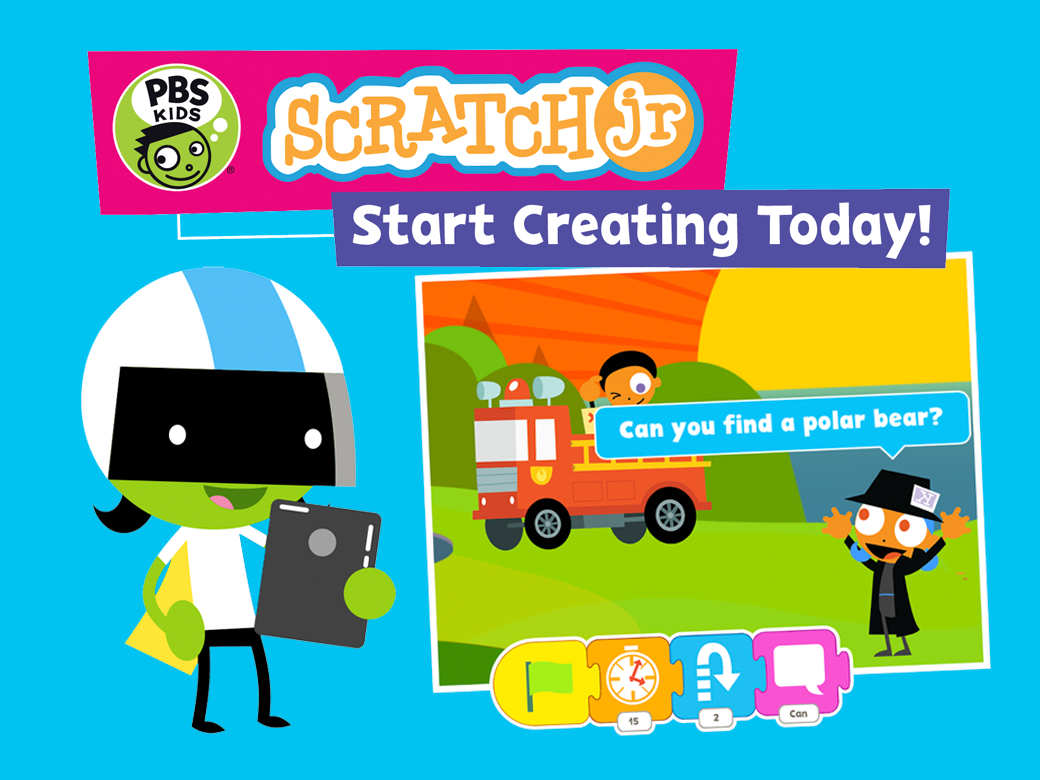 PBS
KIDS
®
SCRATCH jr
Start Creating Today!
Can you find a polar bear?
15
2
Can